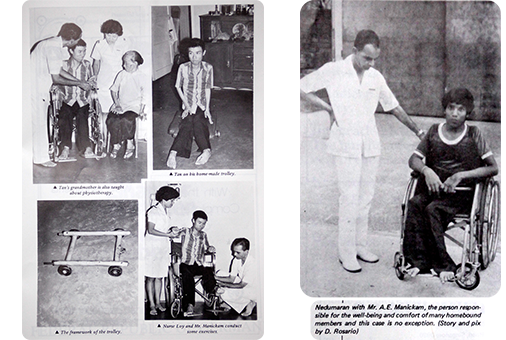 ▲ Tan's grandmother is also taught
about physiotherapy.
▲ Tan on his home-made trolley.
▲ The framework of the trolley.
▲ Nurse Loy and Mr. Manickam conduct
some exercises.
Nedumaran with Mr. A.E. Manickam, the person respon-
sible for the well-being and comfort of many homebound
members and this case is no exception. (Story and pix
by D. Rosario)